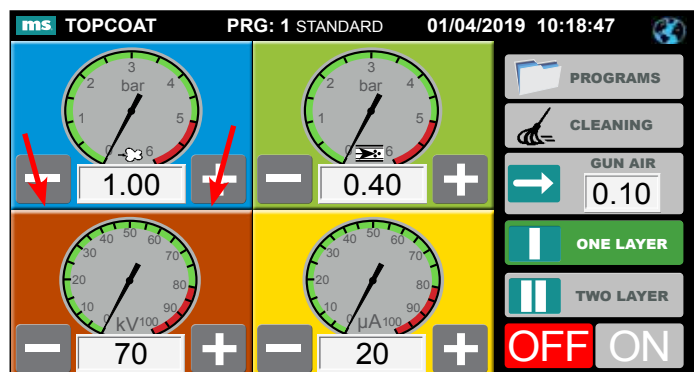 ms TOPCOAT PRG: 1 STANDARD 01/04/2019 10:18:47
0 1 2 3 4 5 6
bar
1.00
0 1 2 3 4 5 6
bar
0.40
PROGRAMS
CLEANING
GUN AIR
0.10
ONE LAYER
TWO LAYER
OFF ON
0 10 20 30 40 50 60 70 80 90 100
kV
70
0 10 20 30 40 50 60 70 80 90 100
µA
20